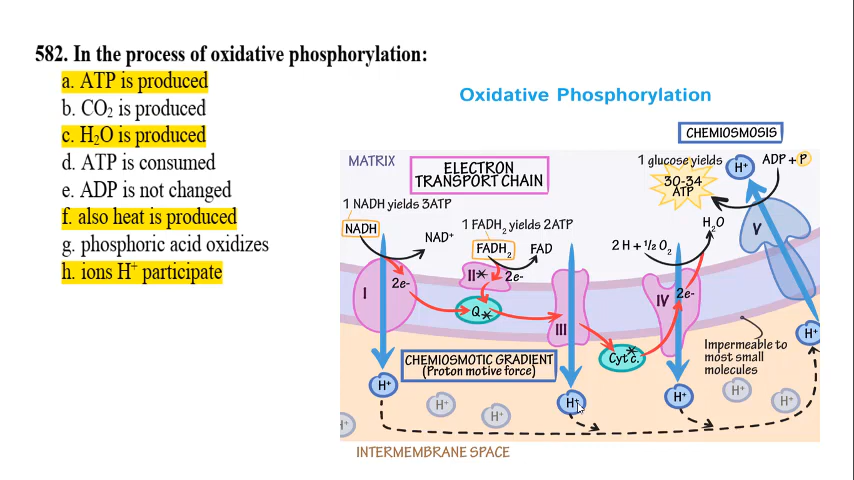 582. In the process of oxidative phosphorylation:
a. ATP is produced
b. CO₂ is produced
c. H₂O is produced
d. ATP is consumed
e. ADP is not changed
f. also heat is produced
g. phosphoric acid oxidizes
h. ions H⁺ participate
Oxidative Phosphorylation
CHEMIOSMOSIS
MATRIX
ELECTRON
TRANSPORT CHAIN
1 glucose yields
30-34
ATP
H⁺
ADP + P
1 NADH yields 3ATP
NADH
NAD⁺
1 FADH₂ yields 2ATP
FADH₂
FAD
2 H + ½ O₂
H₂O
V
I
2e-
II*
2e-
Q*
III
IV
2e-
Cyt c.*
H⁺
CHEMIOSMOTIC GRADIENT
(Proton motive force)
Impermeable to
most small
molecules
H⁺
H⁺
H⁺
H⁺
H⁺
H⁺
H⁺
H⁺
H⁺
INTERMEMBRANE SPACE